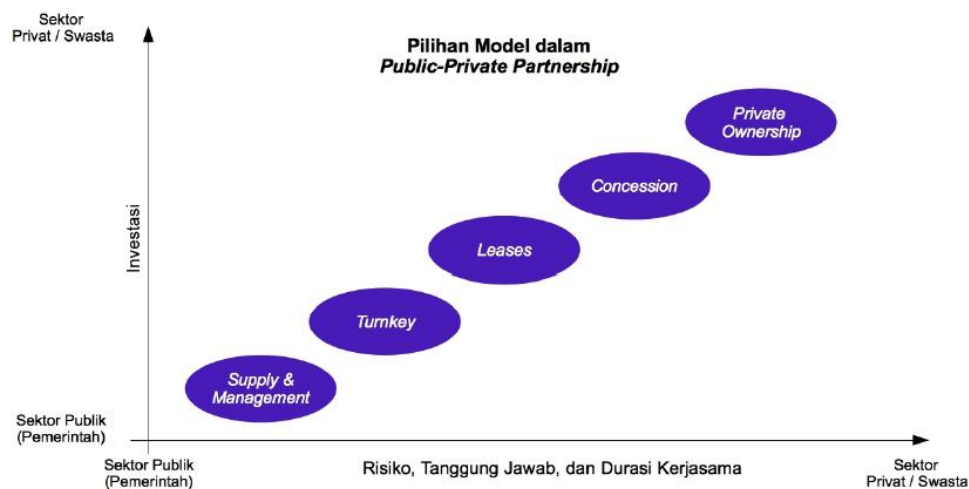 Sektor
Privat / Swasta
Pilihan Model dalam
Public-Private Partnership
Private
Ownership
Concession
Investasi
Leases
Turnkey
Supply &
Management
Sektor Publik
(Pemerintah)
Sektor Publik
(Pemerintah)
Risiko, Tanggung Jawab, dan Durasi Kerjasama
Sektor
Privat / Swasta